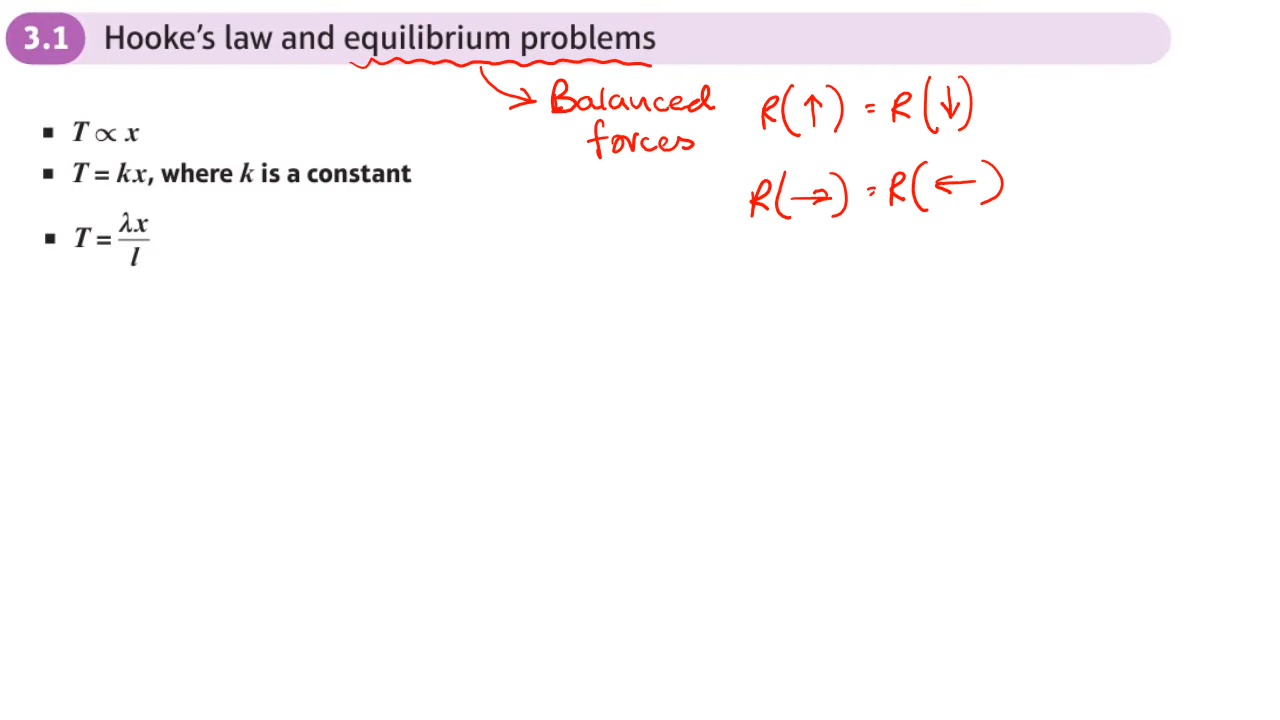 3.1 Hooke's law and equilibrium problems
Balanced forces
R(↑) = R(↓)
R(→) = R(←)
▪ T ∝ x
▪ T = kx, where k is a constant
▪ T = λx/l